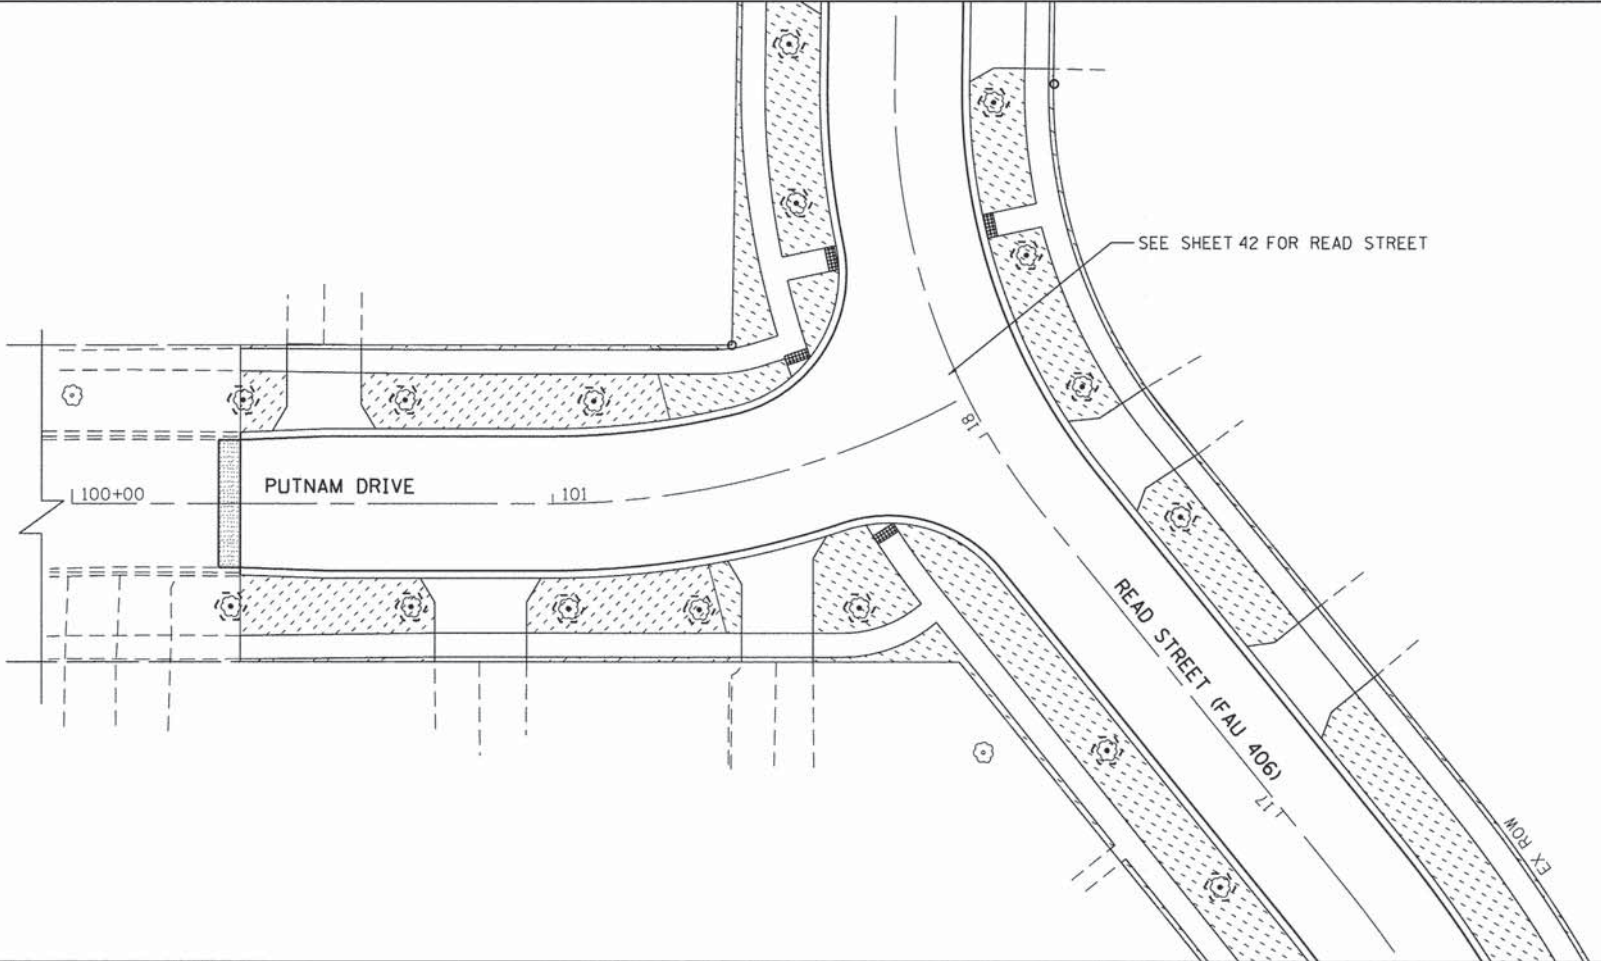 SEE SHEET 42 FOR READ STREET
PUTNAM DRIVE
100+00
101
18
READ STREET (FAU 406)
17
EX ROW